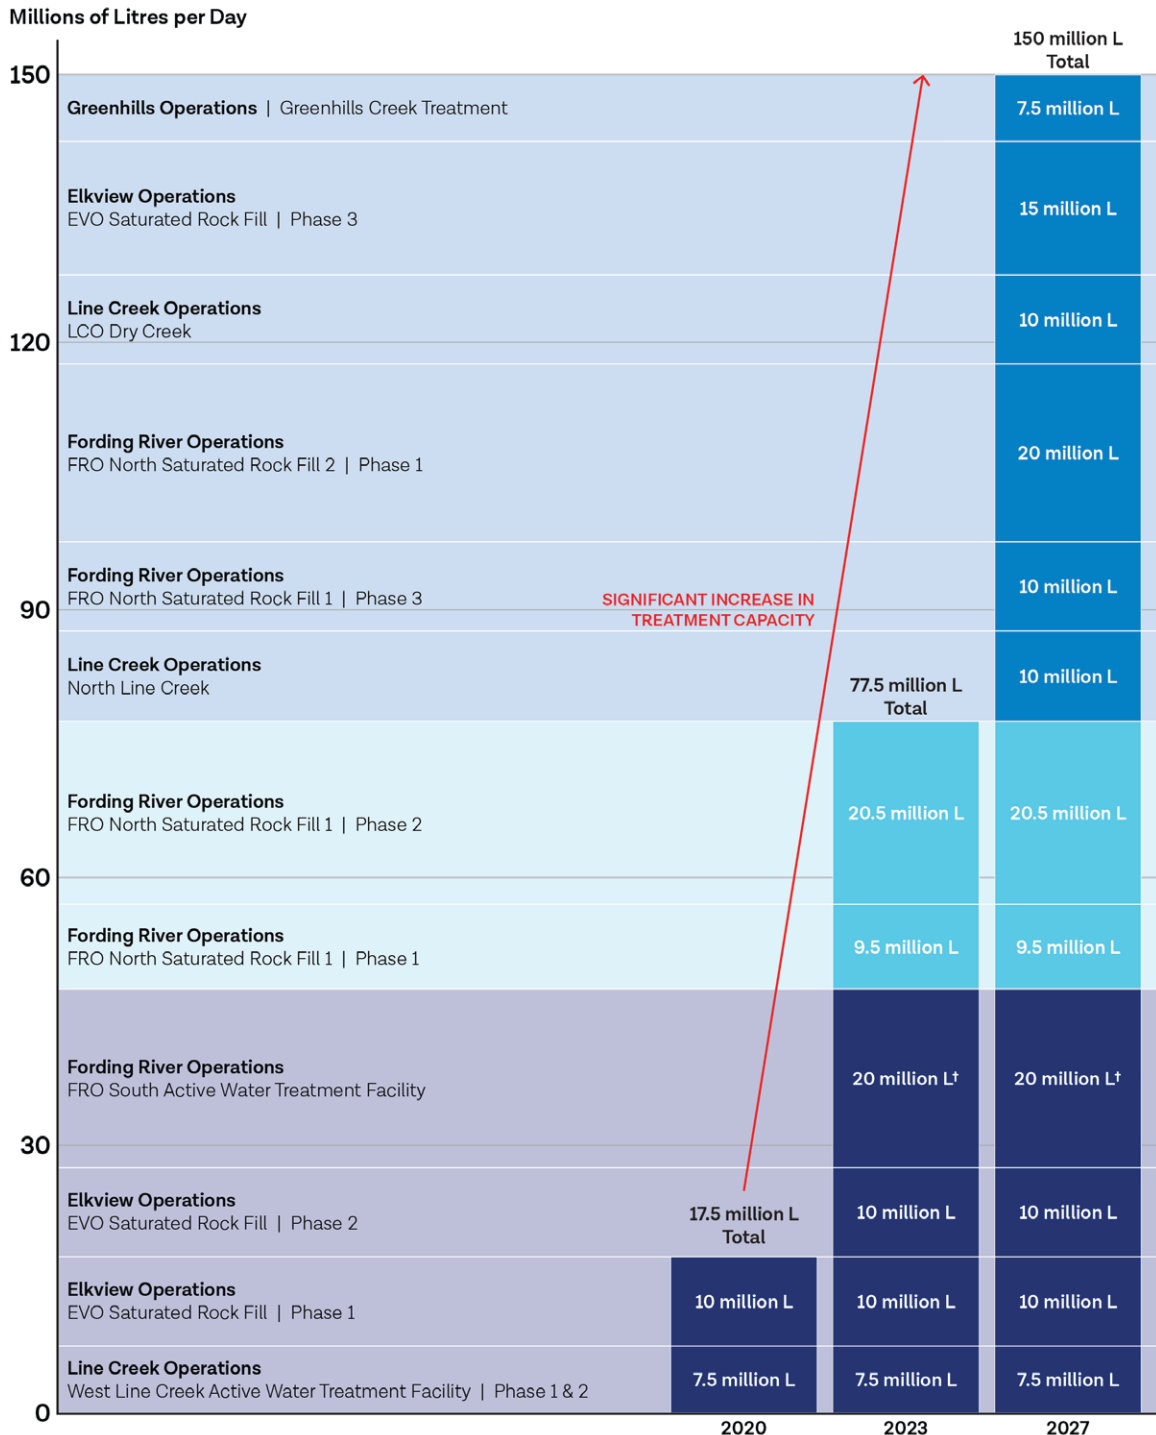 Millions of Litres per Day
150 million L
Total
150
Greenhills Operations | Greenhills Creek Treatment
7.5 million L
Elkview Operations
EVO Saturated Rock Fill | Phase 3
15 million L
Line Creek Operations
LCO Dry Creek
10 million L
120
Fording River Operations
FRO North Saturated Rock Fill 2 | Phase 1
20 million L
Fording River Operations
FRO North Saturated Rock Fill 1 | Phase 3
10 million L
90
SIGNIFICANT INCREASE IN
TREATMENT CAPACITY
Line Creek Operations
North Line Creek
10 million L
77.5 million L
Total
Fording River Operations
FRO North Saturated Rock Fill 1 | Phase 2
20.5 million L
20.5 million L
60
Fording River Operations
FRO North Saturated Rock Fill 1 | Phase 1
9.5 million L
9.5 million L
Fording River Operations
FRO South Active Water Treatment Facility
20 million L†
20 million L†
30
Elkview Operations
EVO Saturated Rock Fill | Phase 2
17.5 million L
Total
10 million L
10 million L
Elkview Operations
EVO Saturated Rock Fill | Phase 1
10 million L
10 million L
10 million L
Line Creek Operations
West Line Creek Active Water Treatment Facility | Phase 1 & 2
7.5 million L
7.5 million L
7.5 million L
0
2020
2023
2027